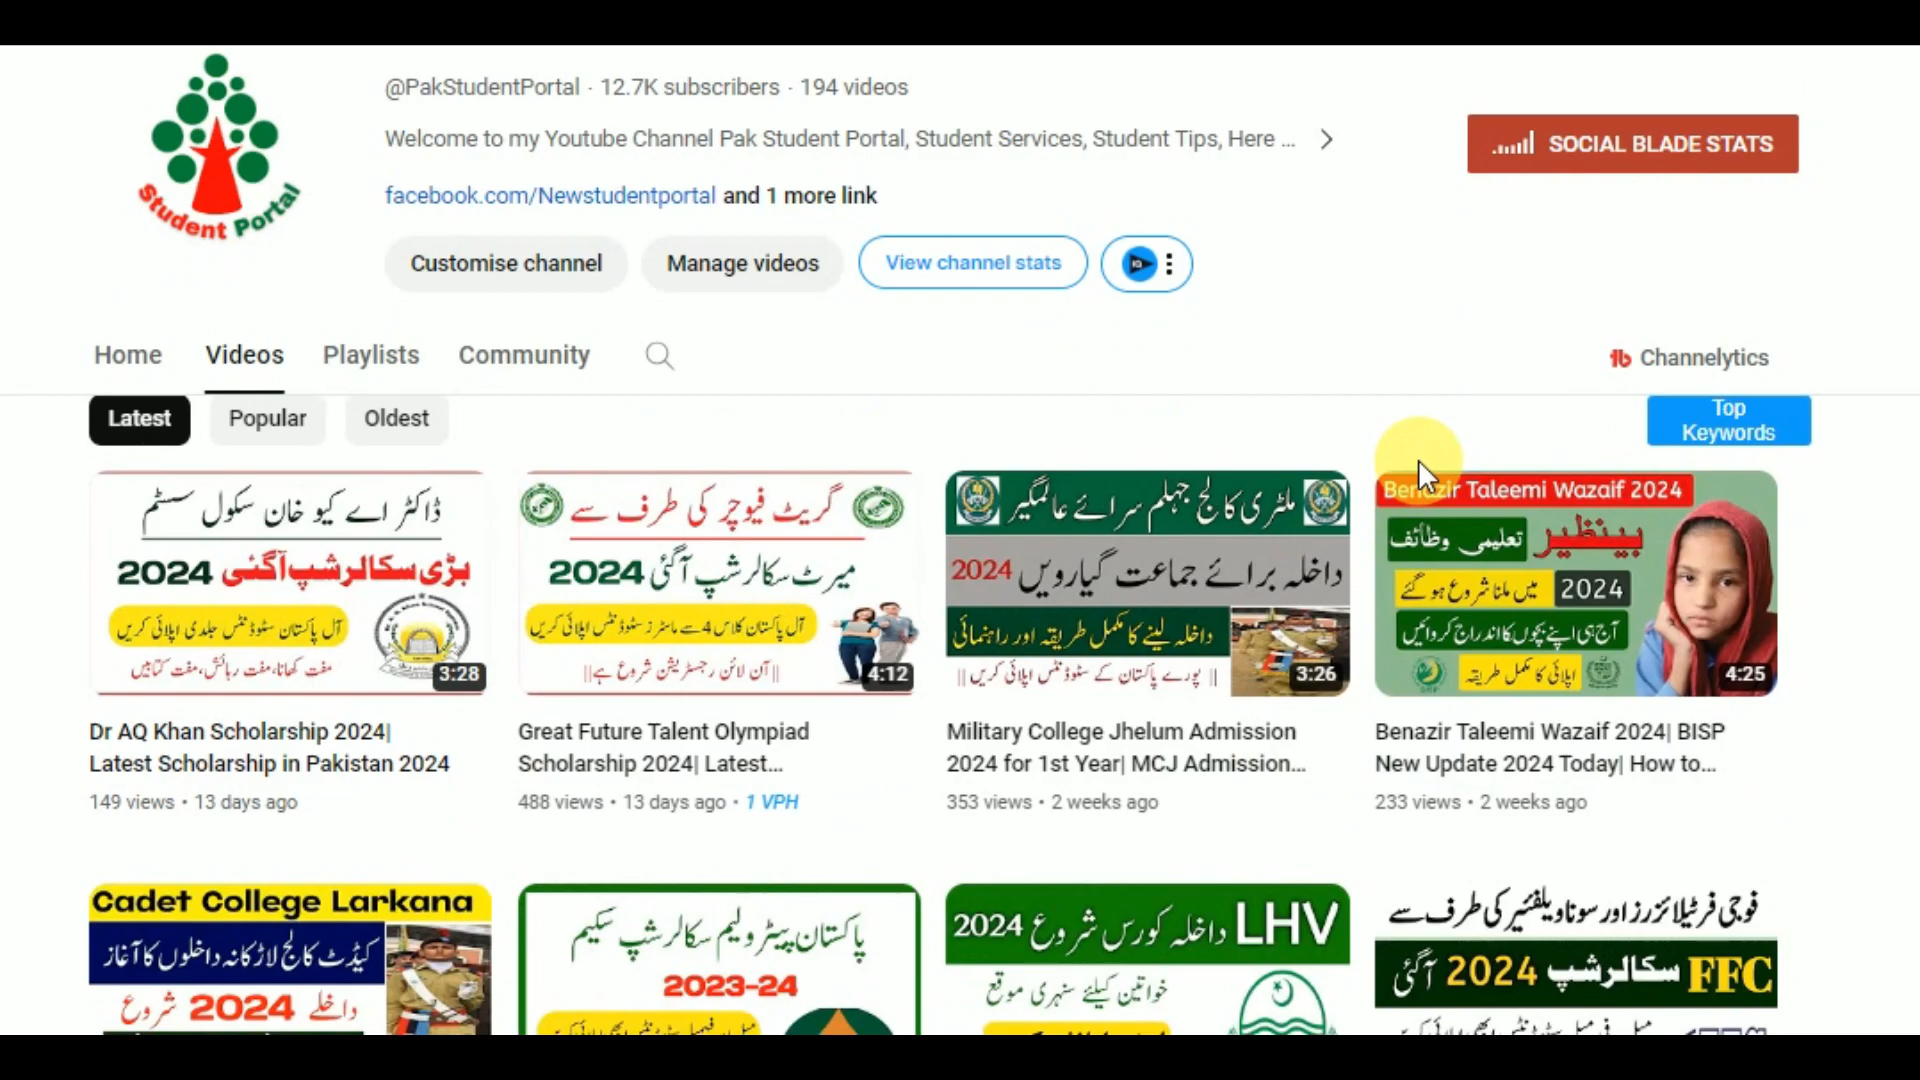 @PakStudentPortal · 12.7K subscribers · 194 videos
Welcome to my Youtube Channel Pak Student Portal, Student Services, Student Tips, Here ...
SOCIAL BLADE STATS
Student Portal
facebook.com/Newstudentportal and 1 more link
Customise channel
Manage videos
View channel stats
Home
Videos
Playlists
Community
Channelytics
Latest
Popular
Oldest
Top
Keywords
ڈاکٹر اے کیو خان سکول سسٹم
بڑی سکالرشپ آگئی 2024
آل پاکستان سٹوڈنٹس جلدی اپلائی کریں
مفت کھانا، مفت رہائش، مفت کتابیں
3:28
گریٹ فیوچر کی طرف سے
میرٹ سکالرشپ آگئی 2024
آل پاکستان کلاس 4 سے ماسٹرز سٹوڈنٹس اپلائی کریں
||آن لائن رجسٹریشن شروع ہے||
4:12
ملٹری کالج جہلم سرائے عالمگیر
داخلہ برائے جماعت گیارویں 2024
داخلہ لینے کا مکمل طریقہ اور راہنمائی
|| پورے پاکستان کے سٹوڈنٹس اپلائی کریں ||
3:26
Benazir Taleemi Wazaif 2024
بینظیر تعلیمی وظائف
2024 میں ملنا شروع ہو گئے
آج ہی اپنے بچوں کا اندراج کروائیں
اپلائی کا مکمل طریقہ
4:25
Dr AQ Khan Scholarship 2024|
Latest Scholarship in Pakistan 2024
149 views • 13 days ago
Great Future Talent Olympiad
Scholarship 2024| Latest...
488 views • 13 days ago • 1 VPH
Military College Jhelum Admission
2024 for 1st Year| MCJ Admission...
353 views • 2 weeks ago
Benazir Taleemi Wazaif 2024| BISP
New Update 2024 Today| How to...
233 views • 2 weeks ago
Cadet College Larkana
کیڈٹ کالج لاڑکانہ داخلوں کا آغاز
داخلے 2024 شروع
پاکستان پیٹرولیم سکالرشپ سکیم
2023-24
LHV داخلہ کورس شروع 2024
خواتین کیلئے سنہری موقع
فوجی فرٹیلائزرز اور سونا ویلفئیر کی طرف سے
FFC سکالرشپ 2024 آگئی